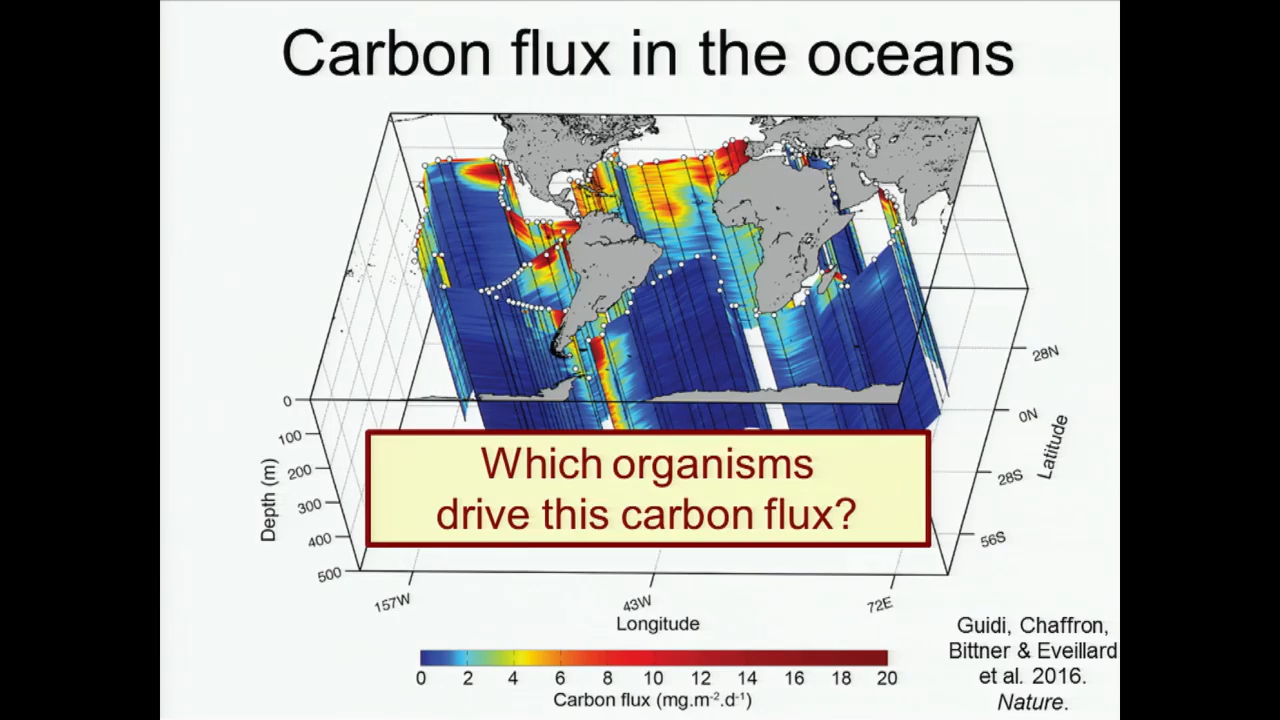 Carbon flux in the oceans
28N
0
0N
100
Latitude
200
28S
Depth (m)
300
400
56S
500
Which organisms
drive this carbon flux?
157W
43W
72E
Longitude
0 2 4 6 8 10 12 14 16 18 20
Carbon flux (mg.m-2.d-1)
Guidi, Chaffron,
Bittner & Eveillard
et al. 2016.
Nature.